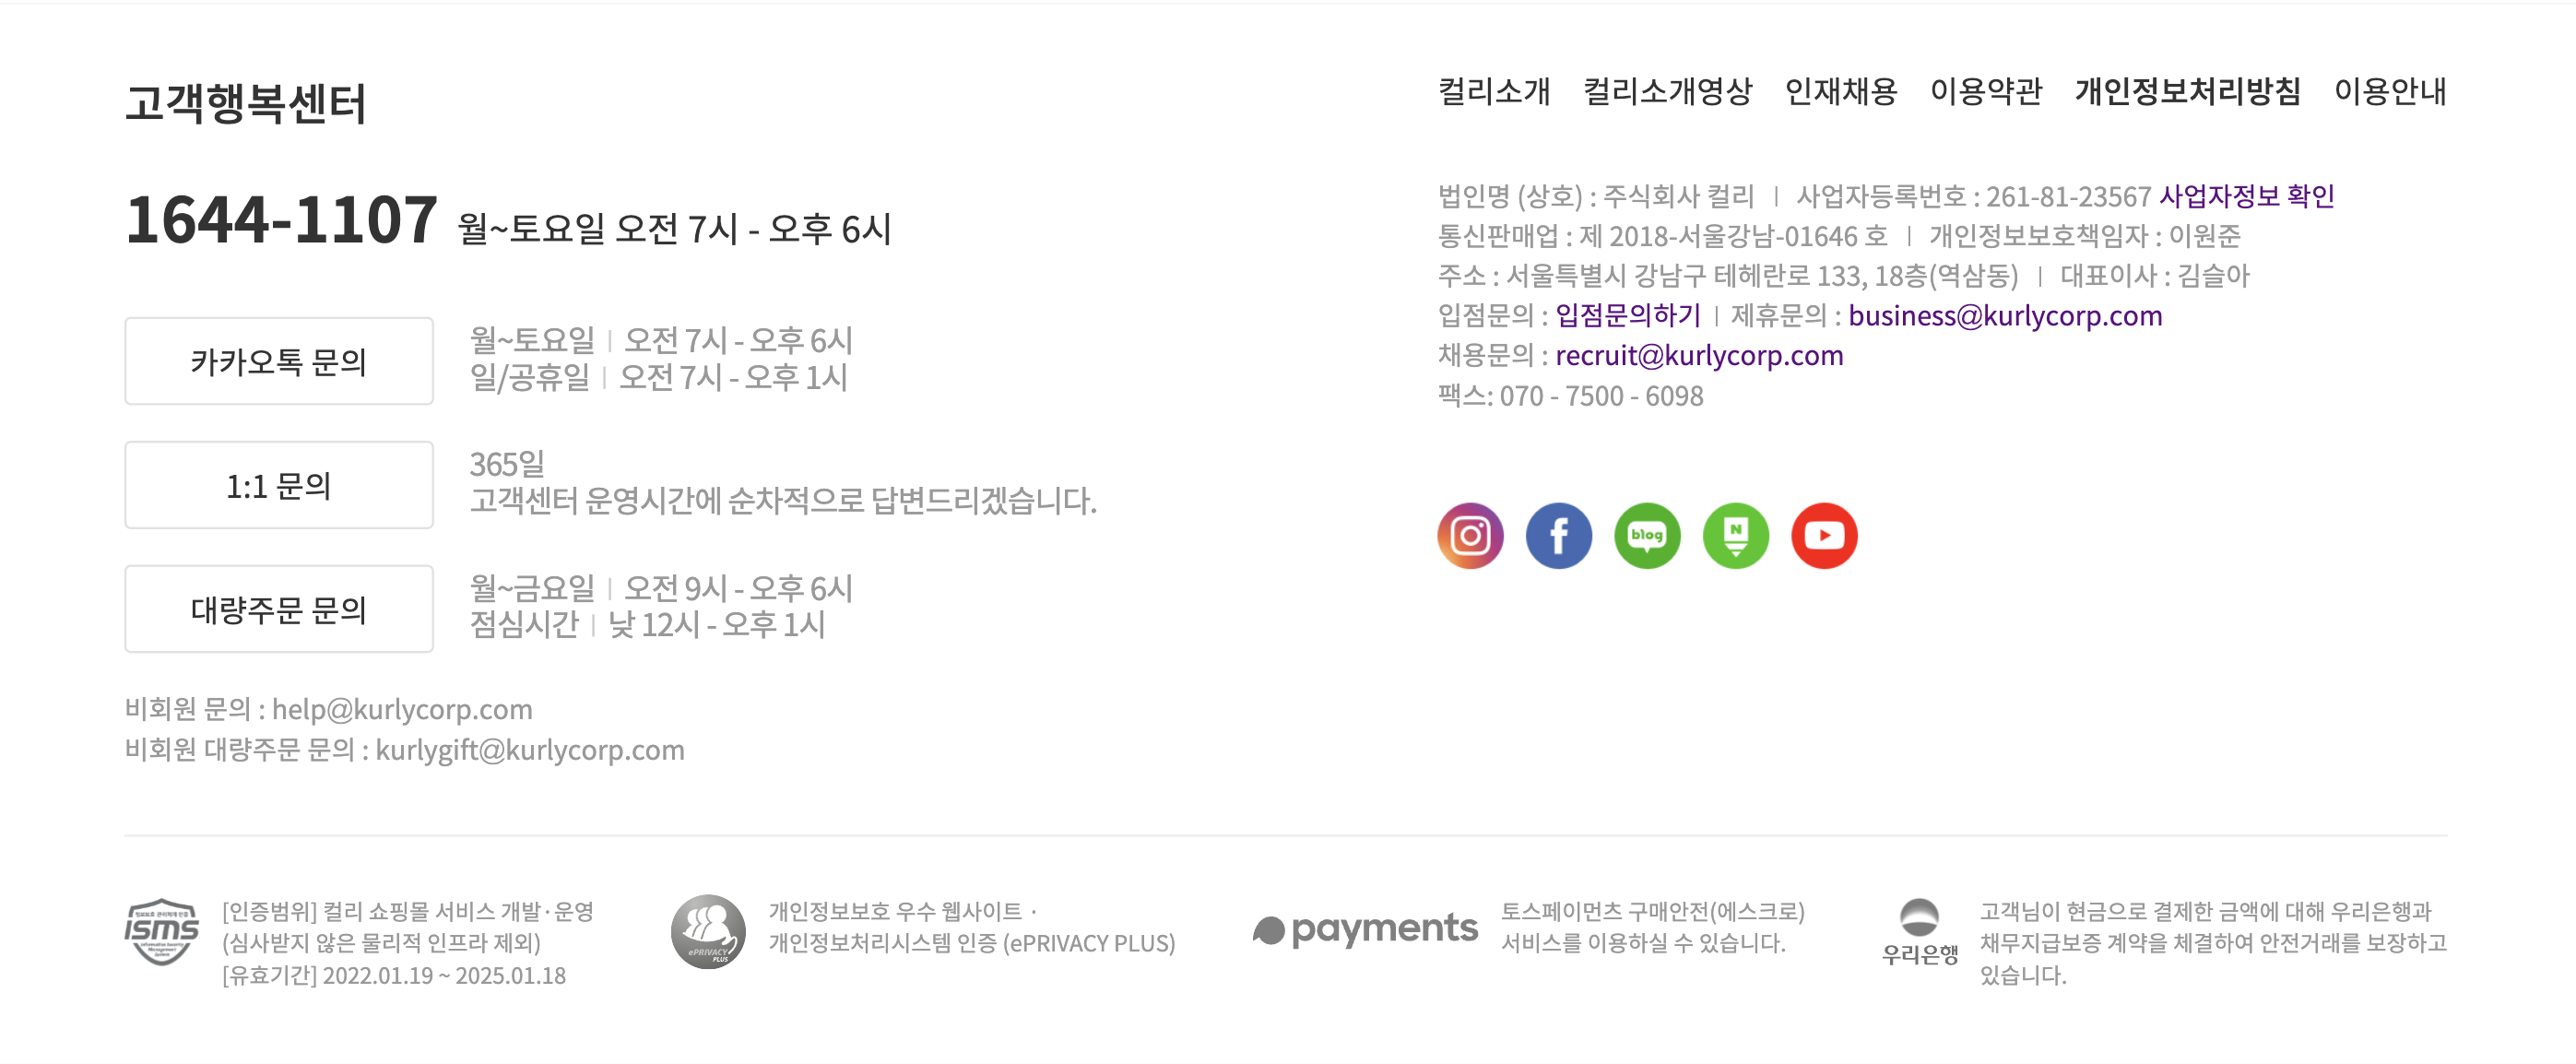 고객행복센터
1644-1107 월~토요일 오전 7시 - 오후 6시
카카오톡 문의
월~토요일 | 오전 7시 - 오후 6시
일/공휴일 | 오전 7시 - 오후 1시
1:1 문의
365일
고객센터 운영시간에 순차적으로 답변드리겠습니다.
대량주문 문의
월~금요일 | 오전 9시 - 오후 6시
점심시간 | 낮 12시 - 오후 1시
비회원 문의 : help@kurlycorp.com
비회원 대량주문 문의 : kurlygift@kurlycorp.com
컬리소개 컬리소개영상 인재채용 이용약관 개인정보처리방침 이용안내
법인명 (상호) : 주식회사 컬리 | 사업자등록번호 : 261-81-23567 사업자정보 확인
통신판매업 : 제 2018-서울강남-01646 호 | 개인정보보호책임자 : 이원준
주소 : 서울특별시 강남구 테헤란로 133, 18층(역삼동) | 대표이사 : 김슬아
입점문의 : 입점문의하기 | 제휴문의 : business@kurlycorp.com
채용문의 : recruit@kurlycorp.com
팩스: 070 - 7500 - 6098
blog
N
정보보호 관리체계 인증
ISMS
Information Security
Management
System
[인증범위] 컬리 쇼핑몰 서비스 개발·운영
(심사받지 않은 물리적 인프라 제외)
[유효기간] 2022.01.19 ~ 2025.01.18
ePRIVACY
PLUS
개인정보보호 우수 웹사이트 ·
개인정보처리시스템 인증 (ePRIVACY PLUS)
payments
토스페이먼츠 구매안전(에스크로)
서비스를 이용하실 수 있습니다.
우리은행
고객님이 현금으로 결제한 금액에 대해 우리은행과
채무지급보증 계약을 체결하여 안전거래를 보장하고
있습니다.